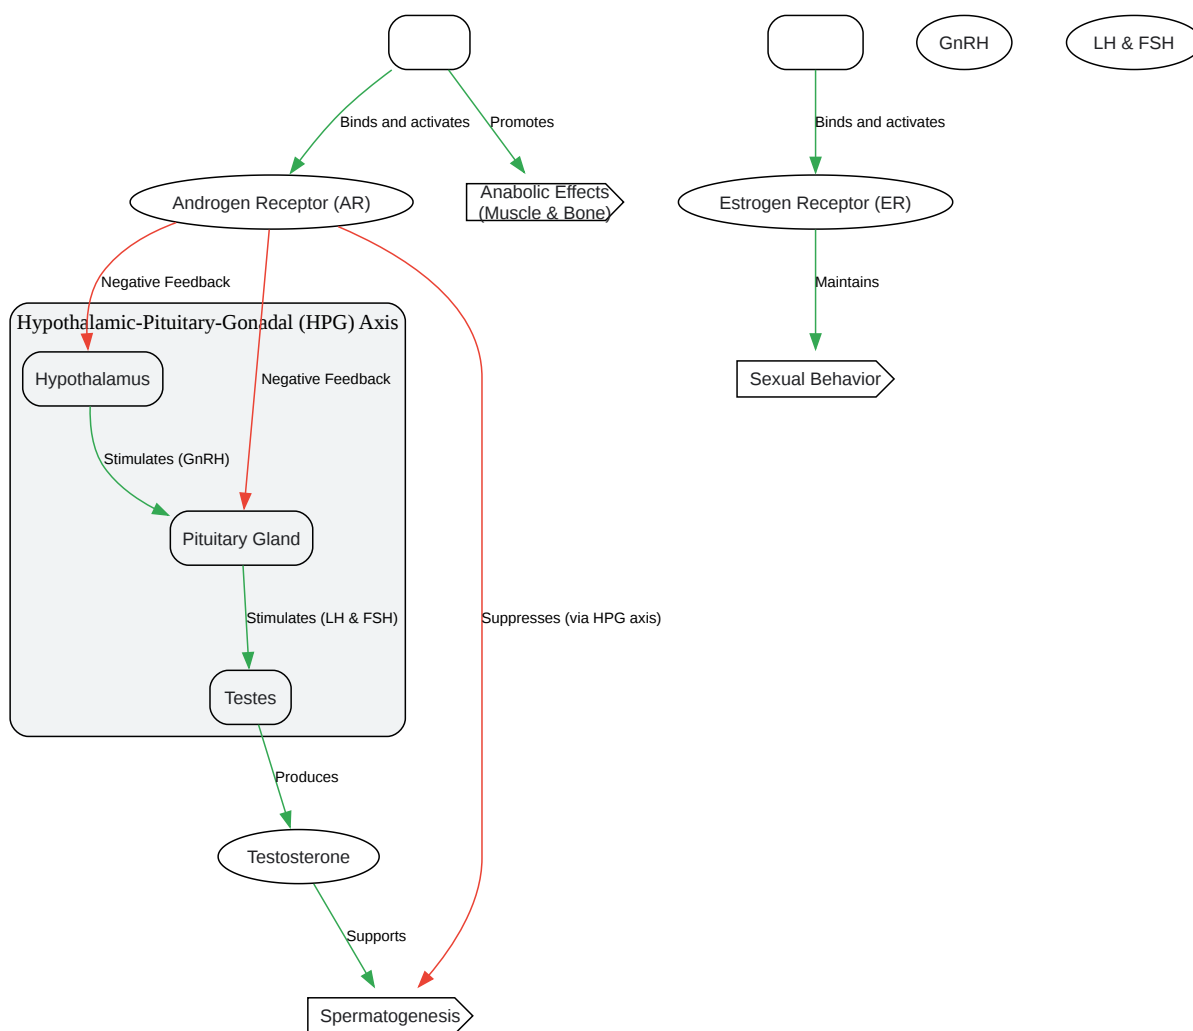 GnRH
LH & FSH
Binds and activates
Promotes
Binds and activates
Androgen Receptor (AR)
Anabolic Effects
(Muscle & Bone)
Estrogen Receptor (ER)
Negative Feedback
Maintains
Hypothalamic-Pituitary-Gonadal (HPG) Axis
Hypothalamus
Negative Feedback
Sexual Behavior
Stimulates (GnRH)
Pituitary Gland
Stimulates (LH & FSH)
Suppresses (via HPG axis)
Testes
Produces
Testosterone
Supports
Spermatogenesis